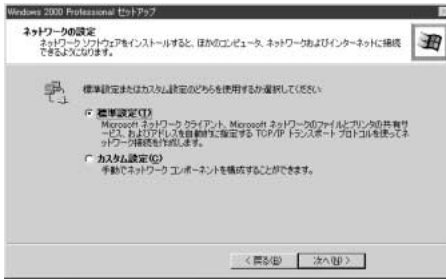 Windows 2000 Professional セットアップ
ネットワークの設定
ネットワーク ソフトウェアをインストールすると、ほかのコンピュータ、ネットワークおよびインターネットに接続
できるようになります。
標準設定またはカスタム設定のどちらを使用するか選択してください:
標準設定(T)
Microsoft ネットワーク クライアント、Microsoft ネットワークのファイルとプリンタの共有サ
ービス、およびアドレスを自動的に指定する TCP/IP トランスポート プロトコルを使ってネ
ットワーク接続を作成します。
カスタム設定(C)
手動でネットワーク コンポーネントを構成することができます。
< 戻る(B)
次へ(N) >